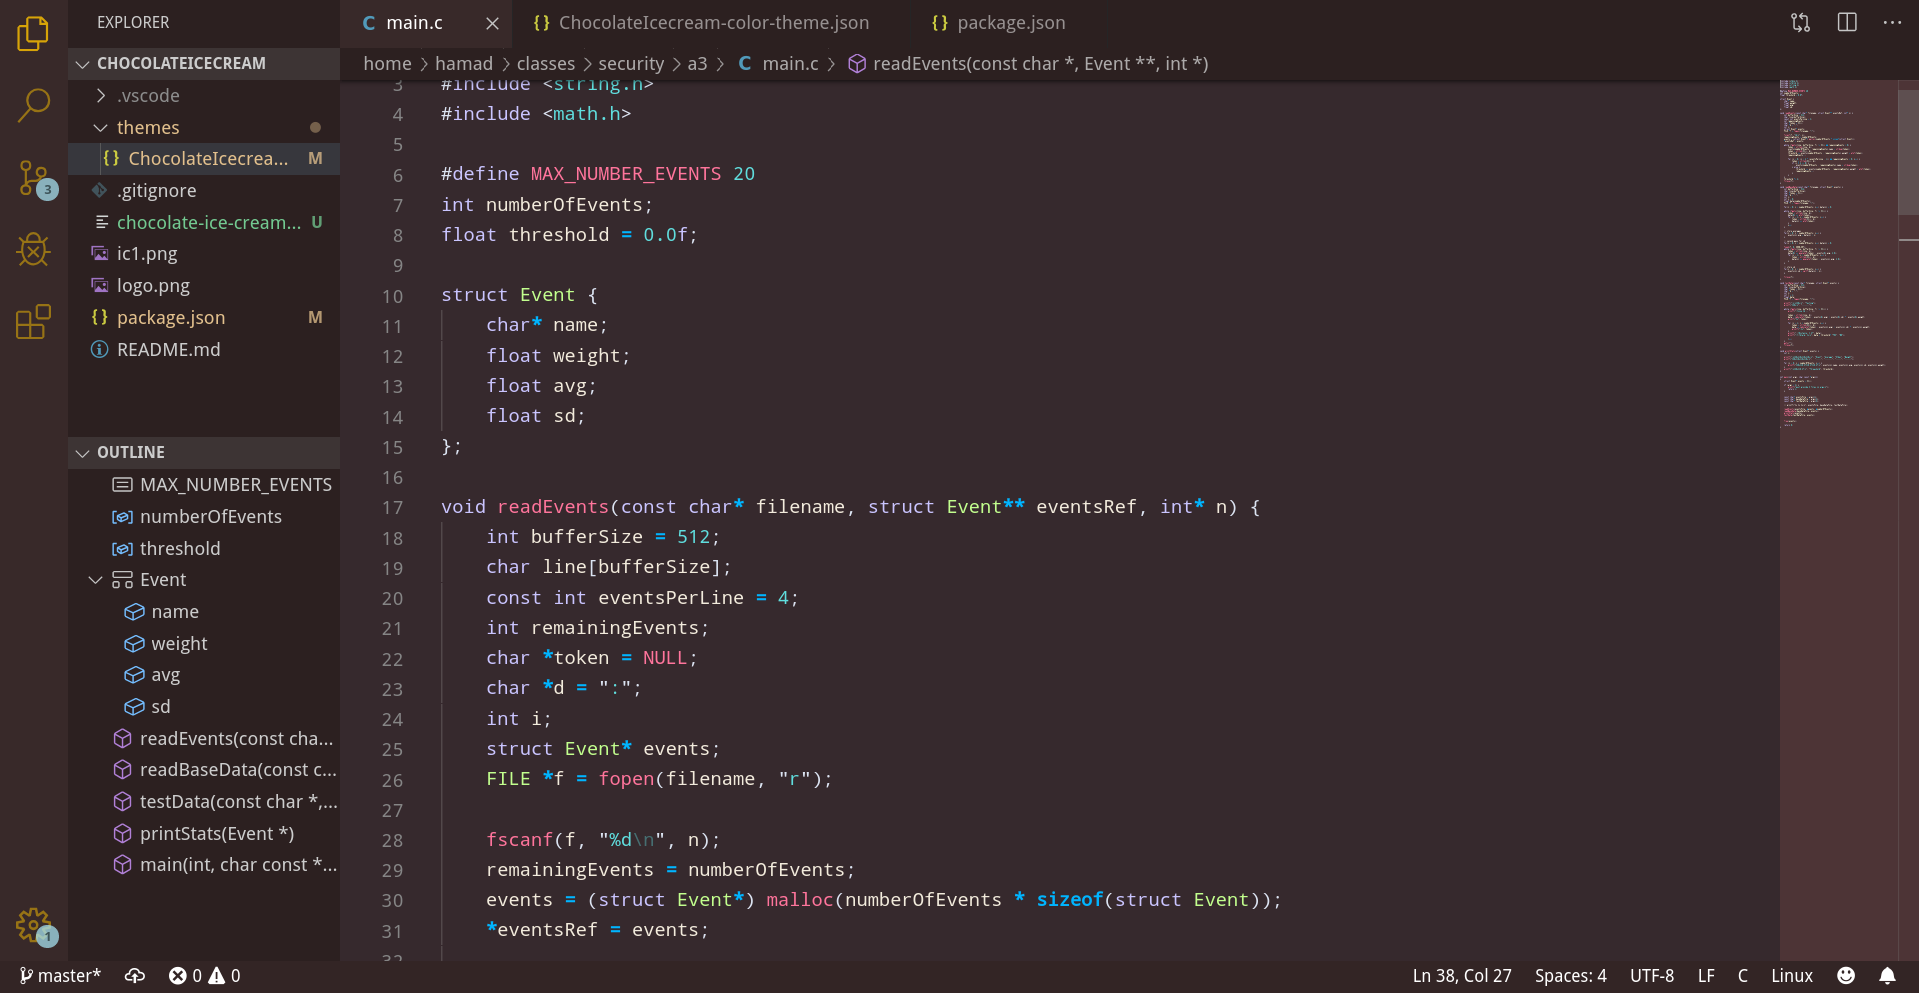 EXPLORER
CHOCOLATEICECREAM
.vscode
themes
{} ChocolateIcecrea... M
.gitignore
chocolate-ice-cream... U
ic1.png
logo.png
{} package.json M
README.md
OUTLINE
MAX_NUMBER_EVENTS
numberOfEvents
threshold
Event
name
weight
avg
sd
readEvents(const cha...
readBaseData(const c...
testData(const char *,...
printStats(Event *)
main(int, char const *...
3
1
C main.c
{} ChocolateIcecream-color-theme.json
{} package.json
home > hamad > classes > security > a3 > C main.c > readEvents(const char *, Event **, int *)
3 #include <string.h>
4 #include <math.h>
5
6 #define MAX_NUMBER_EVENTS 20
7 int numberOfEvents;
8 float threshold = 0.0f;
9
10 struct Event {
11     char* name;
12     float weight;
13     float avg;
14     float sd;
15 };
16
17 void readEvents(const char* filename, struct Event** eventsRef, int* n) {
18     int bufferSize = 512;
19     char line[bufferSize];
20     const int eventsPerLine = 4;
21     int remainingEvents;
22     char *token = NULL;
23     char *d = ":";
24     int i;
25     struct Event* events;
26     FILE *f = fopen(filename, "r");
27
28     fscanf(f, "%d\n", n);
29     remainingEvents = numberOfEvents;
30     events = (struct Event*) malloc(numberOfEvents * sizeof(struct Event));
31     *eventsRef = events;
32
master* 0 0 Ln 38, Col 27 Spaces: 4 UTF-8 LF C Linux